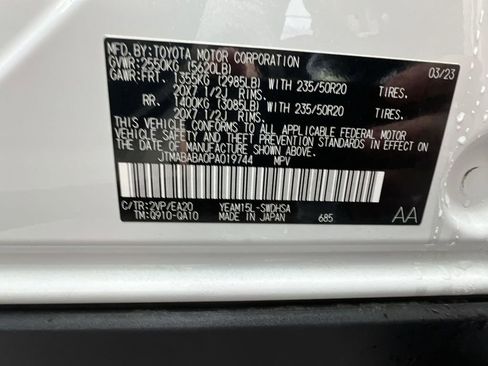 MFD. BY: TOYOTA MOTOR CORPORATION 03/23
GVWR: 2550KG (5620LB)
GAWR: FRT. 1355KG (2985LB) WITH 235/50R20 TIRES.
20X7 1/2J RIMS.
RR. 1400KG (3085LB) WITH 235/50R20 TIRES.
20X7 1/2J RIMS.
THIS VEHICLE CONFORMS TO ALL APPLICABLE FEDERAL MOTOR
VEHICLE SAFETY AND THEFT PREVENTION STANDARDS IN EFFECT ON
THE DATE OF MANUFACTURE SHOWN ABOVE.
JTMABABA0PA019744 MPV
C/TR: 2VP/EA20 YEAM15L-SWDHSA
TM: Q910-QA10 MADE IN JAPAN 685 AA